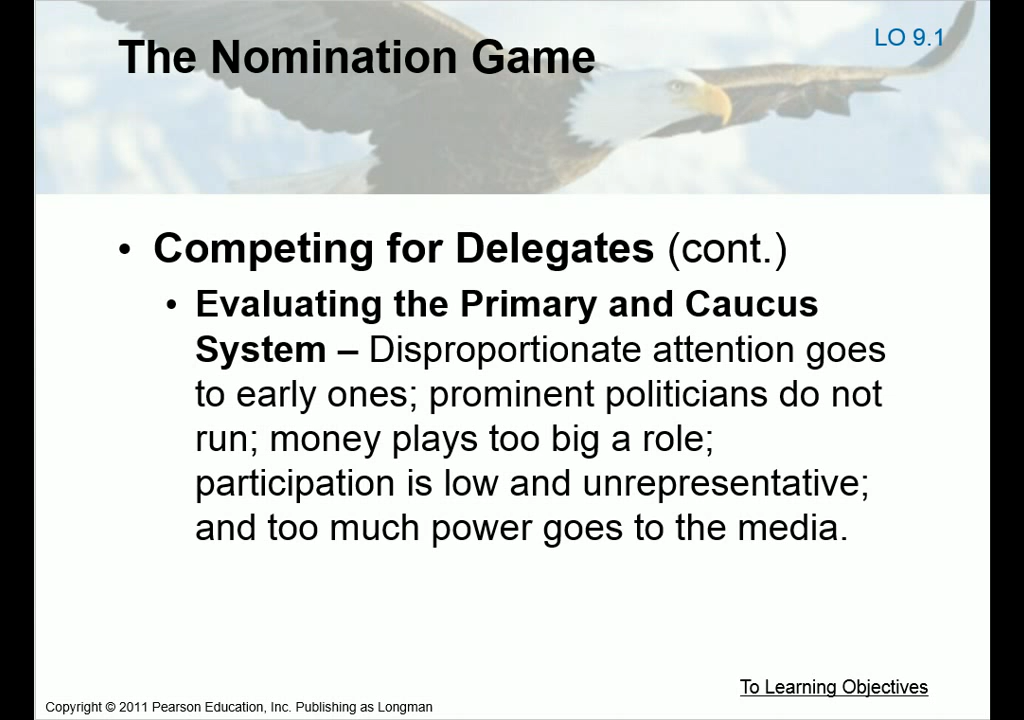 LO 9.1
The Nomination Game
• Competing for Delegates (cont.)
• Evaluating the Primary and Caucus
System – Disproportionate attention goes
to early ones; prominent politicians do not
run; money plays too big a role;
participation is low and unrepresentative;
and too much power goes to the media.
To Learning Objectives
Copyright © 2011 Pearson Education, Inc. Publishing as Longman